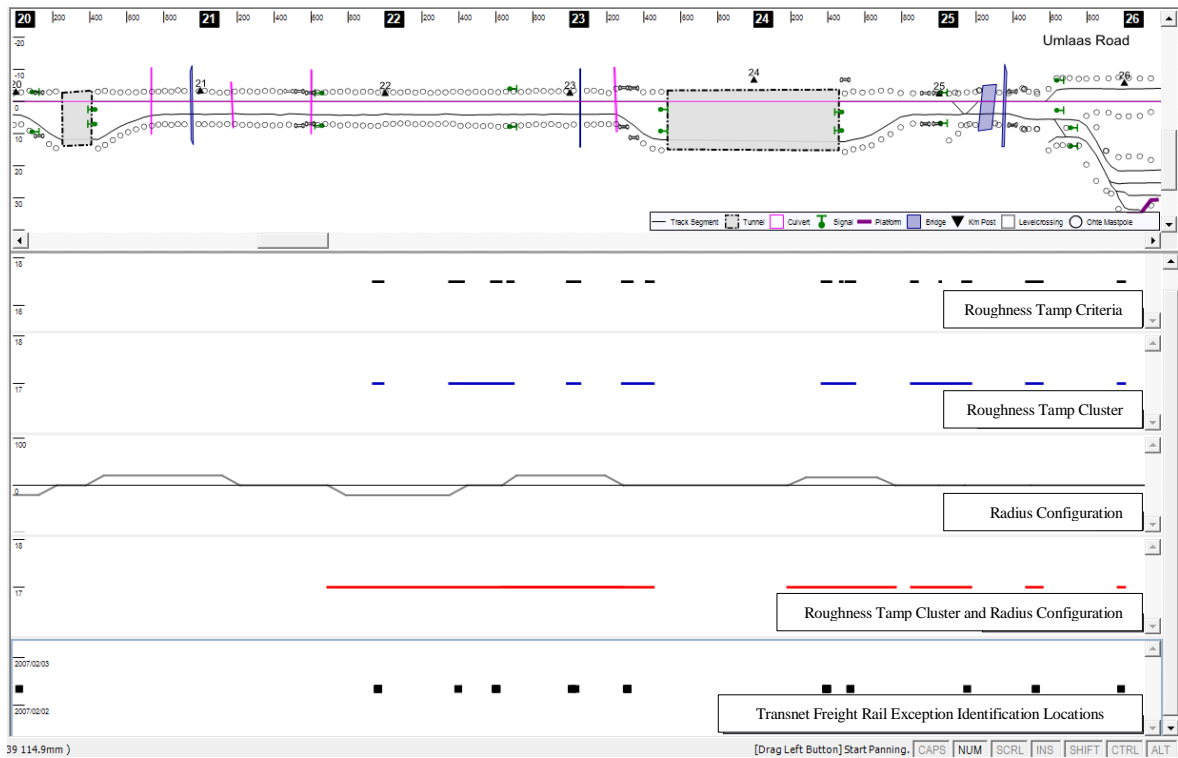 20 200 400 600 800 21 200 400 600 800 22 200 400 600 800 23 200 400 600 800 24 200 400 600 800 25 200 400 600 800 26
Umlaas Road
-20
-10
0
10
20
30
20 21 22 23 24 25 26
Track Segment Tunnel Culvert Signal Platform Bridge Km Post Levelcrossing Ohte Mastpole
18
16
Roughness Tamp Criteria
18
17
Roughness Tamp Cluster
100
0
Radius Configuration
18
17
Roughness Tamp Cluster and Radius Configuration
2007/02/03
2007/02/02
Transnet Freight Rail Exception Identification Locations
39 114.9mm ) [Drag Left Button] Start Panning. CAPS NUM SCRL INS SHIFT CTRL ALT